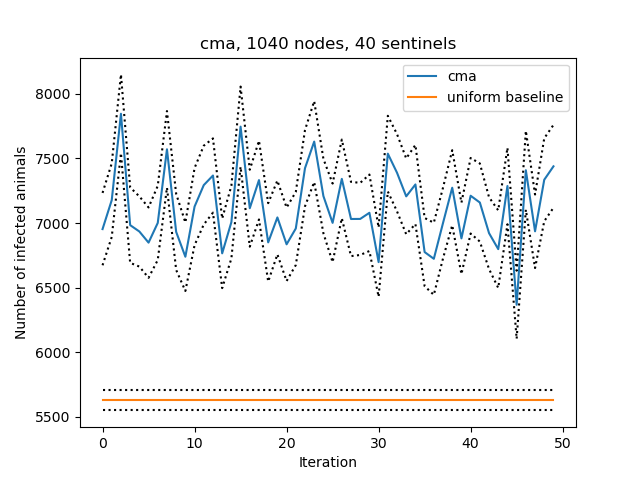 cma, 1040 nodes, 40 sentinels
cma
uniform baseline
8000
7500
7000
6500
6000
5500
Number of infected animals
0 10 20 30 40 50
Iteration